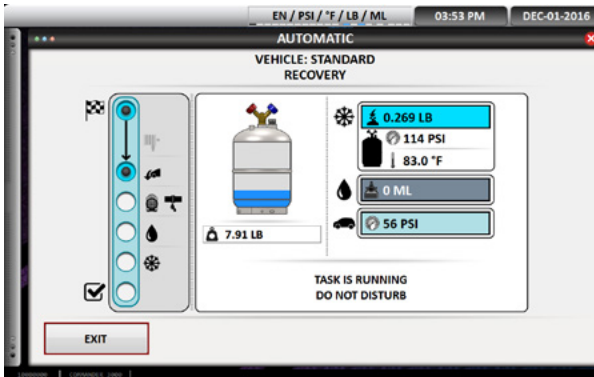 EN / PSI / °F / LB / ML
03:53 PM
DEC-01-2016
AUTOMATIC
VEHICLE: STANDARD
RECOVERY
0.269 LB
114 PSI
83.0 °F
0 ML
7.91 LB
56 PSI
TASK IS RUNNING
DO NOT DISTURB
EXIT